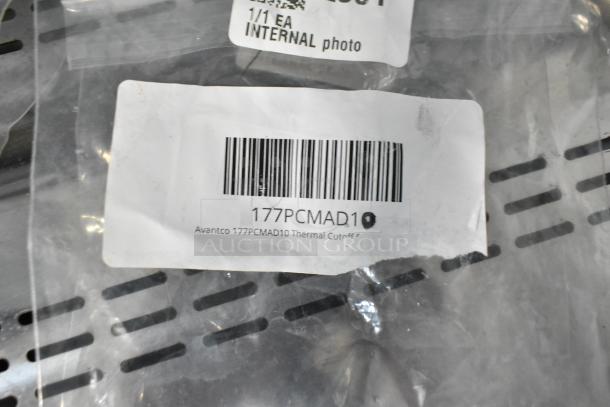 1/1 EA
INTERNAL photo
177PCMAD10
Avantco 177PCMAD10 Thermal Cutoff
AUCTION GROUP